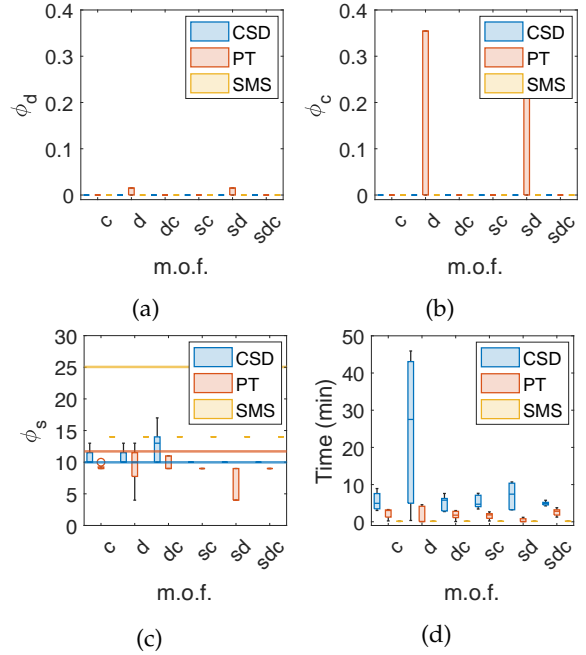 0.4
0.3
0.2
0.1
0
ϕd
CSD
PT
SMS
c
d
dc
sc
sd
sdc
m.o.f.
(a)
0.4
0.3
0.2
0.1
0
ϕc
CSD
PT
SMS
c
d
dc
sc
sd
sdc
m.o.f.
(b)
30
25
20
15
10
5
0
ϕs
CSD
PT
SMS
c
d
dc
sc
sd
sdc
m.o.f.
(c)
50
40
30
20
10
0
Time (min)
CSD
PT
SMS
c
d
dc
sc
sd
sdc
m.o.f.
(d)